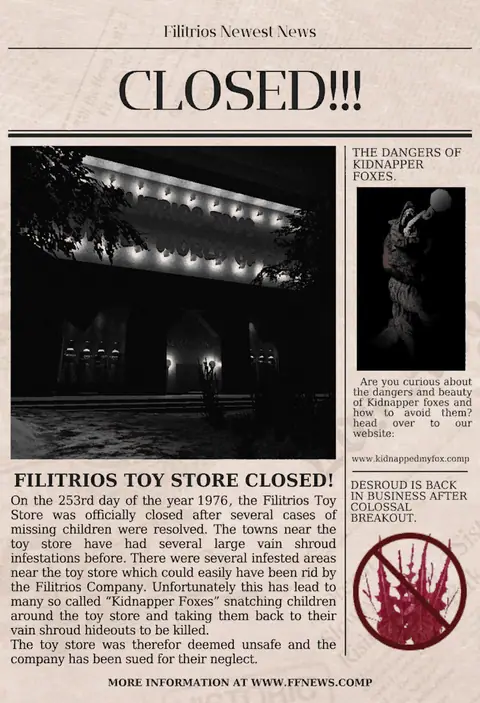 Filitrios Newest News
CLOSED!!!
FILITRIOS TOY STORE CLOSED!
On the 253rd day of the year 1976, the Filitrios Toy
Store was officially closed after several cases of
missing children were resolved. The towns near the
toy store have had several large vain shroud
infestations before. There were several infested areas
near the toy store which could easily have been rid by
the Filitrios Company. Unfortunately this has lead to
many so called “Kidnapper Foxes” snatching children
around the toy store and taking them back to their
vain shroud hideouts to be killed.
The toy store was therefor deemed unsafe and the
company has been sued for their neglect.
THE DANGERS OF
KIDNAPPER
FOXES.
Are you curious about
the dangers and beauty
of Kidnapper foxes and
how to avoid them?
head over to our
website:
www.kidnappedmyfox.comp
DESROUD IS BACK
IN BUSINESS AFTER
COLOSSAL
BREAKOUT.
MORE INFORMATION AT WWW.FFNEWS.COMP